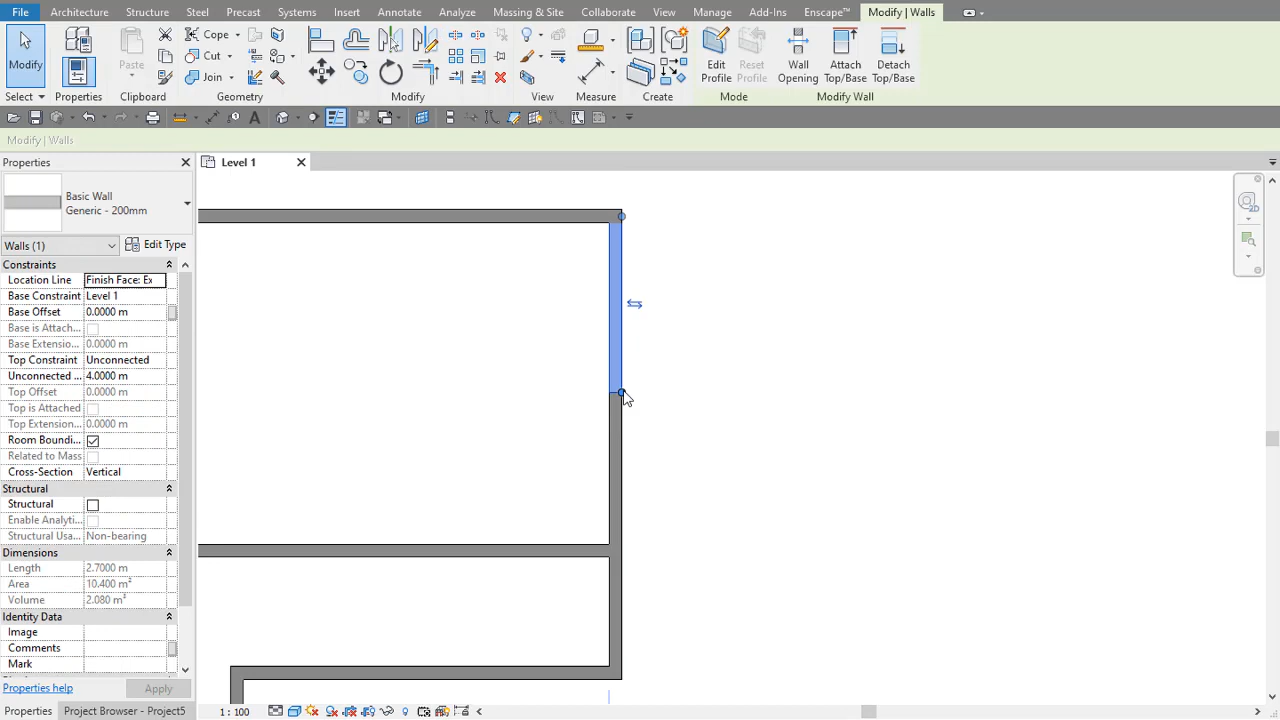 File Architecture Structure Steel Precast Systems Insert Annotate Analyze Massing & Site Collaborate View Manage Add-Ins Enscape™ Modify | Walls
Modify
Paste
Cope
Cut
Join
Edit Profile
Reset Profile
Wall Opening
Attach Top/Base
Detach Top/Base
Select Properties Clipboard Geometry Modify View Measure Create Mode Modify Wall
Modify | Walls
Properties
Level 1
Basic Wall
Generic - 200mm
Walls (1) Edit Type
Constraints
Location Line Finish Face: Ex
Base Constraint Level 1
Base Offset 0.0000 m
Base is Attach...
Base Extensio... 0.0000 m
Top Constraint Unconnected
Unconnected ... 4.0000 m
Top Offset 0.0000 m
Top is Attached
Top Extension... 0.0000 m
Room Boundi...
Related to Mass
Cross-Section Vertical
Structural
Structural
Enable Analyti...
Structural Usa... Non-bearing
Dimensions
Length 2.7000 m
Area 10.400 m²
Volume 2.080 m³
Identity Data
Image
Comments
Mark
Properties help Apply
Properties Project Browser - Project5
1 : 100
2D